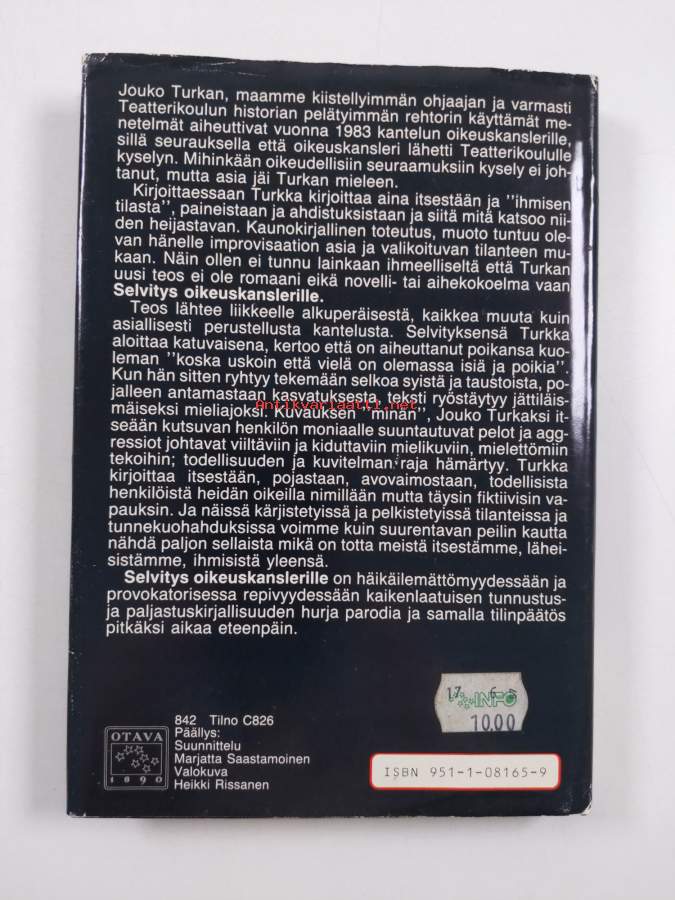 Jouko Turkan, maamme kiistellyimmän ohjaajan ja varmasti
Teatterikoulun historian pelätyimmän rehtorin käyttämät me-
netelmät aiheuttivat vuonna 1983 kantelun oikeuskanslerille,
sillä seurauksella että oikeuskansleri lähetti Teatterikoululle
kyselyn. Mihinkään oikeudellisiin seuraamuksiin kysely ei joh-
tanut, mutta asia jäi Turkan mieleen.
Kirjoittaessaan Turkka kirjoittaa aina itsestään ja "ihmisen
tilasta", paineistaan ja ahdistuksistaan ja siitä mitä katsoo nii-
den heijastavan. Kaunokirjallinen toteutus, muoto tuntuu ole-
van hänelle improvisaation asia ja valikoituvan tilanteen mu-
kaan. Näin ollen ei tunnu lainkaan ihmeelliseltä että Turkan
uusi teos ei ole romaani eikä novelli- tai aihekokoelma vaan
Selvitys oikeuskanslerille.
Teos lähtee liikkeelle alkuperäisestä, kaikkea muuta kuin
asiallisesti perustellusta kantelusta. Selvityksensä Turkka
aloittaa katuvaisena, kertoo että on aiheuttanut poikansa kuo-
leman "koska uskoin että vielä on olemassa isiä ja poikia".
Kun hän sitten ryhtyy tekemään selkoa syistä ja taustoista, po-
jalleen antamastaan kasvatuksesta, teksti ryöstäytyy jättiläis-
mäiseksi mieliajoksi. Kuvauksen "minän", Jouko Turkaksi it-
seään kutsuvan henkilön moniaalle suuntautuvat pelot ja agg-
ressiot johtavat viiltäviin ja kiduttaviin mielikuviin, mielettömiin
tekoihin; todellisuuden ja kuvitelman raja hämärtyy. Turkka
kirjoittaa itsestään, pojastaan, avovaimostaan, todellisista
henkilöistä heidän oikeilla nimillään mutta täysin fiktiivisin va-
pauksin. Ja näissä kärjistetyissä ja pelkistetyissä tilanteissa ja
tunnekuohahduksissa voimme kuin suurentavan peilin kautta
nähdä paljon sellaista mikä on totta meistä itsestämme, lähei-
sistämme, ihmisistä yleensä.
Selvitys oikeuskanslerille on häikäilemättömyydessään ja
provokatorisessa repivyydessään kaikenlaatuisen tunnustus-
ja paljastuskirjallisuuden hurja parodia ja samalla tilinpäätös
pitkäksi aikaa eteenpäin.
Antikvariaatti.net
OTAVA
1890
842 Tilno C826
Päällys:
Suunnittelu
Marjatta Saastamoinen
Valokuva
Heikki Rissanen
17 6
INFO
10.00
ISBN 951-1-08165-9